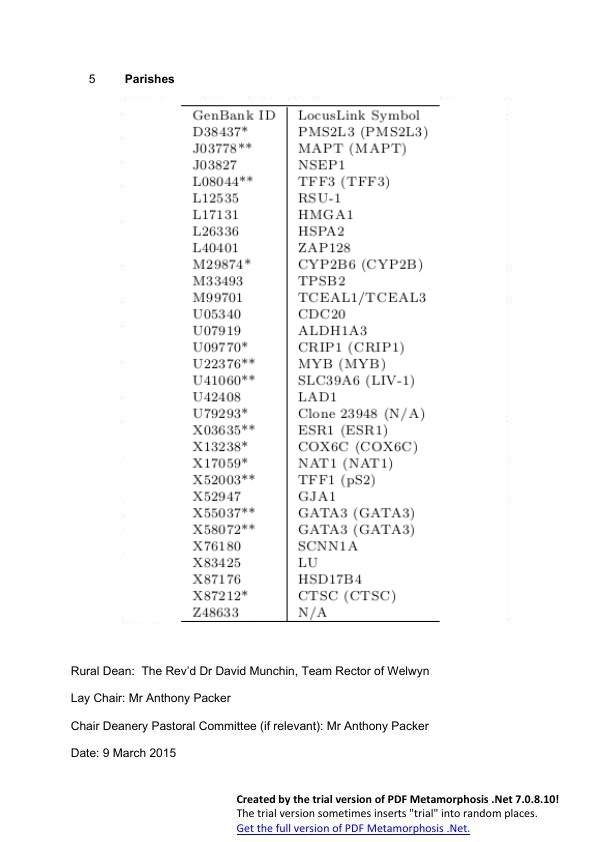 5 Parishes
GenBank ID LocusLink Symbol
D38437* PMS2L3 (PMS2L3)
J03778** MAPT (MAPT)
J03827 NSEP1
L08044** TFF3 (TFF3)
L12535 RSU-1
L17131 HMGA1
L26336 HSPA2
L40401 ZAP128
M29874* CYP2B6 (CYP2B)
M33493 TPSB2
M99701 TCEAL1/TCEAL3
U05340 CDC20
U07919 ALDH1A3
U09770* CRIP1 (CRIP1)
U22376** MYB (MYB)
U41060** SLC39A6 (LIV-1)
U42408 LAD1
U79293* Clone 23948 (N/A)
X03635** ESR1 (ESR1)
X13238* COX6C (COX6C)
X17059* NAT1 (NAT1)
X52003** TFF1 (pS2)
X52947 GJA1
X55037** GATA3 (GATA3)
X58072** GATA3 (GATA3)
X76180 SCNN1A
X83425 LU
X87176 HSD17B4
X87212* CTSC (CTSC)
Z48633 N/A
Rural Dean: The Rev'd Dr David Munchin, Team Rector of Welwyn
Lay Chair: Mr Anthony Packer
Chair Deanery Pastoral Committee (if relevant): Mr Anthony Packer
Date: 9 March 2015
Created by the trial version of PDF Metamorphosis .Net 7.0.8.10!
The trial version sometimes inserts "trial" into random places.
Get the full version of PDF Metamorphosis .Net.